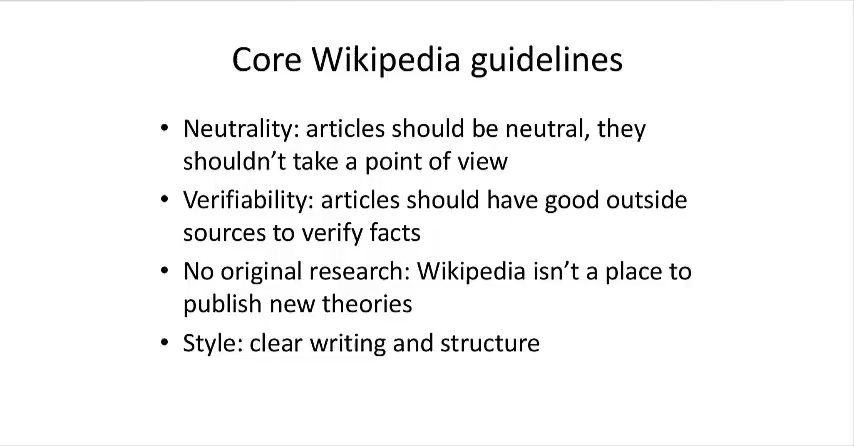 Core Wikipedia guidelines
• Neutrality: articles should be neutral, they
shouldn’t take a point of view
• Verifiability: articles should have good outside
sources to verify facts
• No original research: Wikipedia isn’t a place to
publish new theories
• Style: clear writing and structure